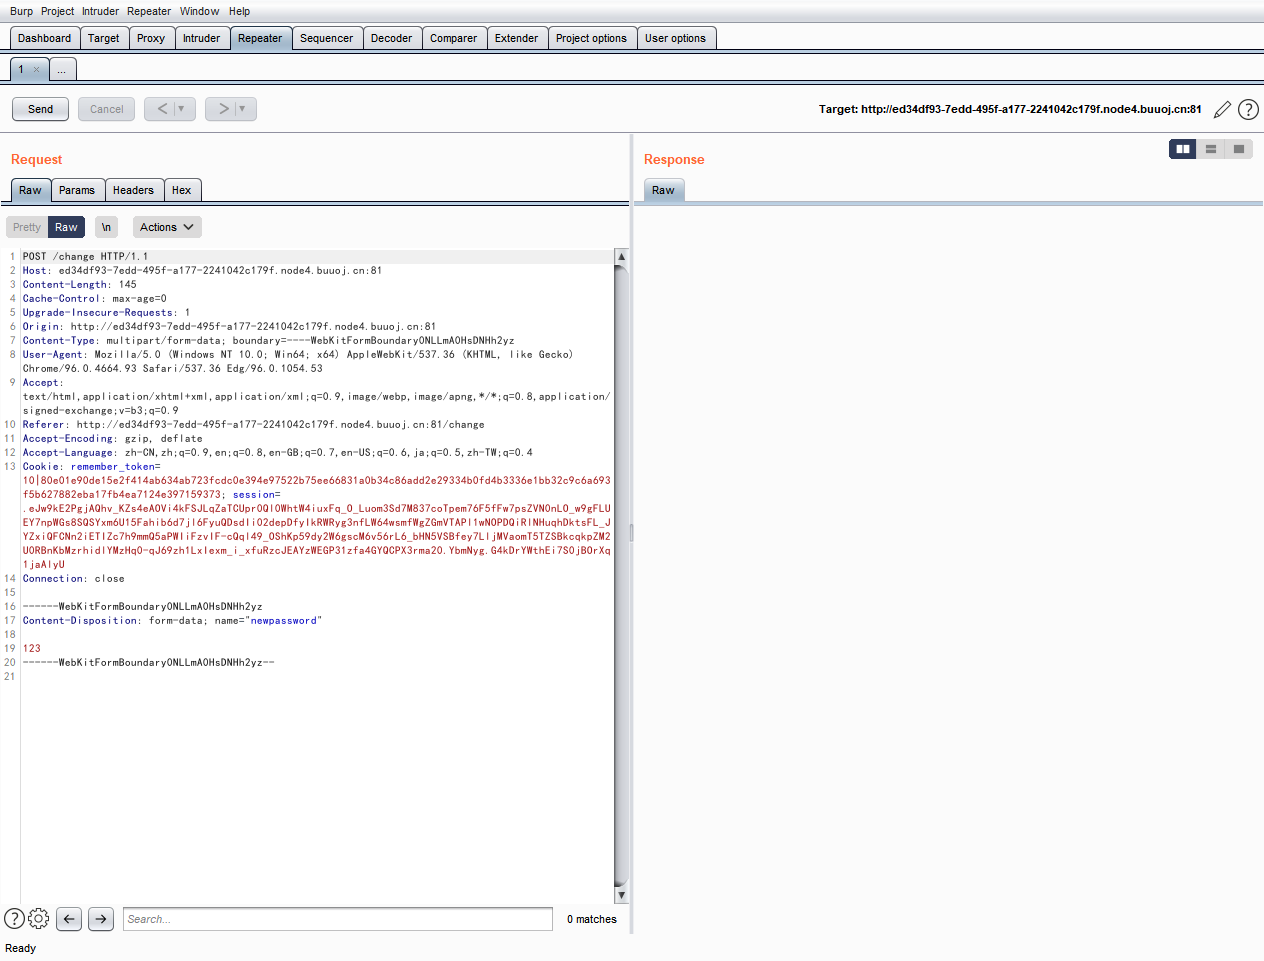 Burp Project Intruder Repeater Window Help
Dashboard Target Proxy Intruder Repeater Sequencer Decoder Comparer Extender Project options User options
1 × ...
Send Cancel < > Target: http://ed34df93-7edd-495f-a177-2241042c179f.node4.buuoj.cn:81
Request
Raw Params Headers Hex
Pretty Raw \n Actions
1 POST /change HTTP/1.1
2 Host: ed34df93-7edd-495f-a177-2241042c179f.node4.buuoj.cn:81
3 Content-Length: 145
4 Cache-Control: max-age=0
5 Upgrade-Insecure-Requests: 1
6 Origin: http://ed34df93-7edd-495f-a177-2241042c179f.node4.buuoj.cn:81
7 Content-Type: multipart/form-data; boundary=----WebKitFormBoundary0NLLmAOHsDNHh2yz
8 User-Agent: Mozilla/5.0 (Windows NT 10.0; Win64; x64) AppleWebKit/537.36 (KHTML, like Gecko)
Chrome/96.0.4664.93 Safari/537.36 Edg/96.0.1054.53
9 Accept:
text/html,application/xhtml+xml,application/xml;q=0.9,image/webp,image/apng,*/*;q=0.8,application/
signed-exchange;v=b3;q=0.9
10 Referer: http://ed34df93-7edd-495f-a177-2241042c179f.node4.buuoj.cn:81/change
11 Accept-Encoding: gzip, deflate
12 Accept-Language: zh-CN,zh;q=0.9,en;q=0.8,en-GB;q=0.7,en-US;q=0.6,ja;q=0.5,zh-TW;q=0.4
13 Cookie: remember_token=
10|80e01e90de15e2f414ab634ab723fcdc0e394e97522b75ee66831a0b34c86add2e29334b0fd4b3336e1bb32c9c6a693
f5b627882eba17fb4ea7124e397159373; session=
14 Connection: close
15
16 ------WebKitFormBoundary0NLLmAOHsDNHh2yz
17 Content-Disposition: form-data; name="newpassword"
18
19 123
20 ------WebKitFormBoundary0NLLmAOHsDNHh2yz--
21
Search... 0 matches
Ready
Response
Raw